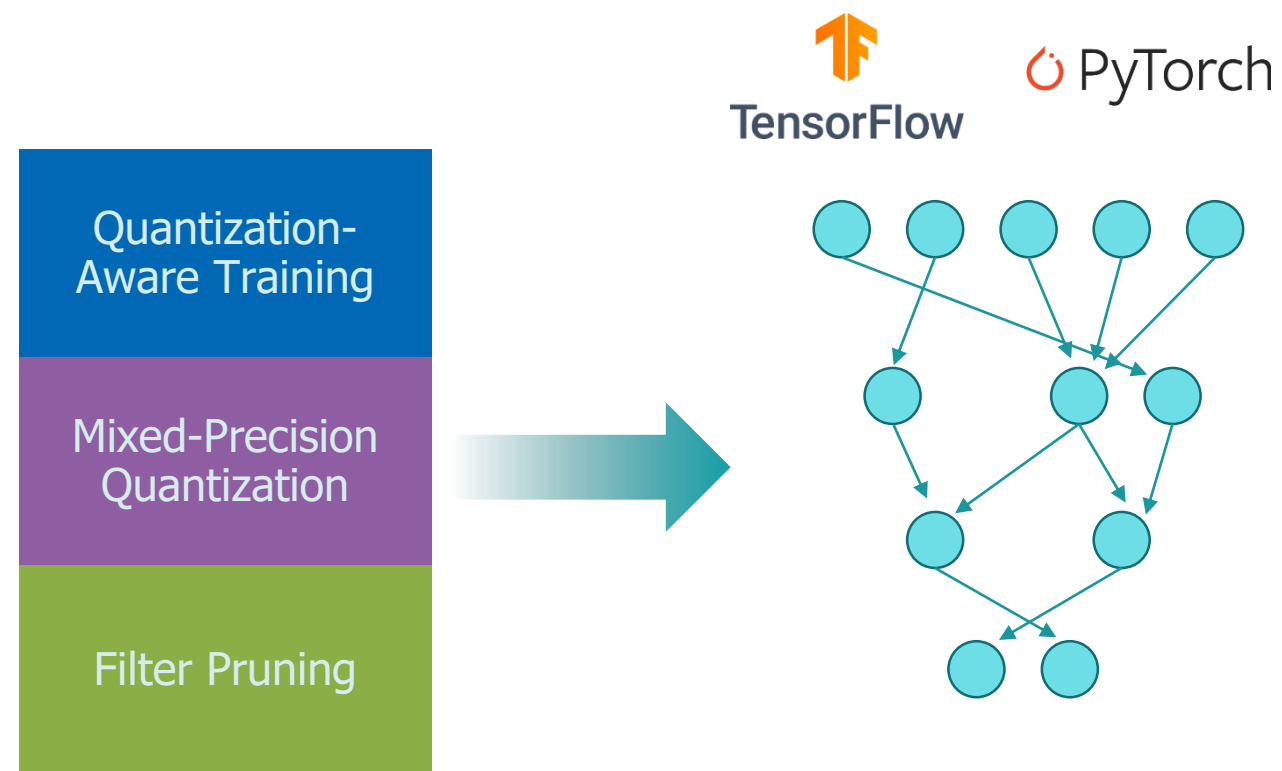 TensorFlow
PyTorch
Quantization-
Aware Training
Mixed-Precision
Quantization
Filter Pruning